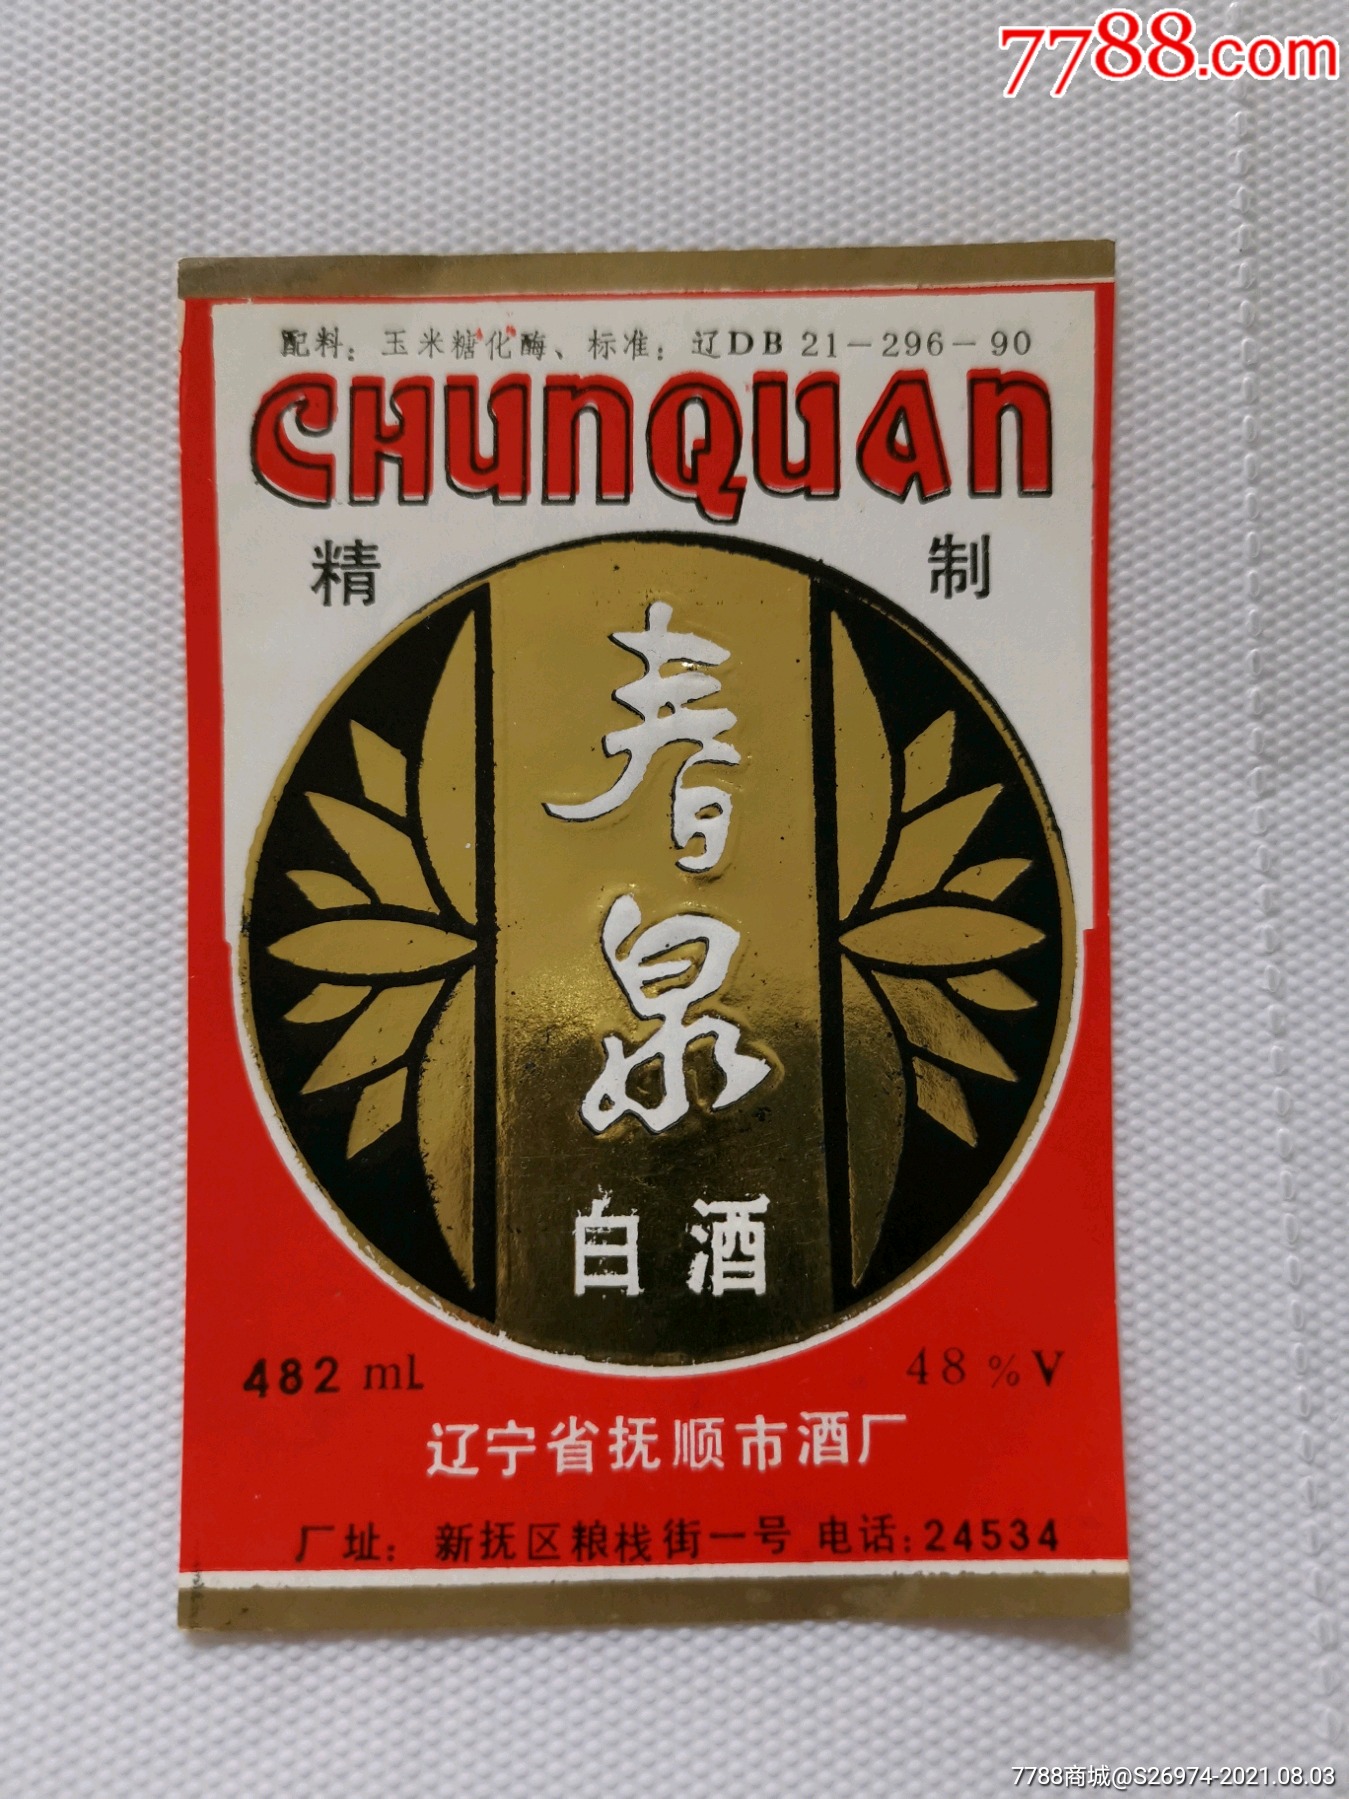 7788.com
配料：玉米糖化酶、标准：辽DB 21－296－90
CHUNQUAN
精 制
春泉
白酒
482 mL 48％V
辽宁省抚顺市酒厂
厂址：新抚区粮栈街一号 电话:24534
7788商城@S26974-2021.08.03